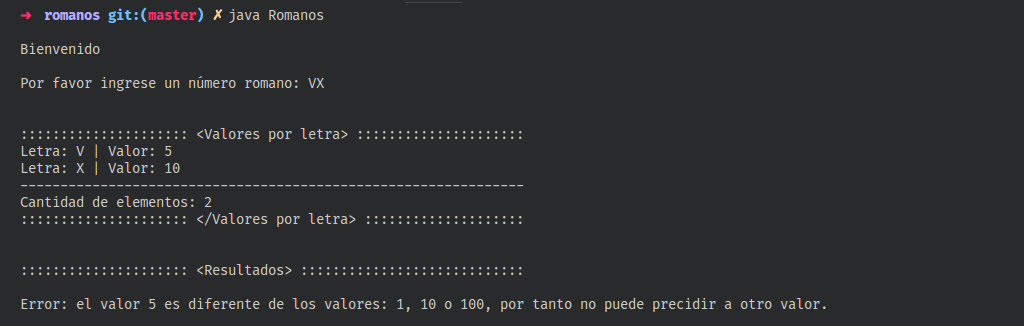 ➜ romanos git:(master) ✗ java Romanos
Bienvenido
Por favor ingrese un número romano: VX
::::::::::::::::::::: <Valores por letra> :::::::::::::::::::::
Letra: V | Valor: 5
Letra: X | Valor: 10
---------------------------------------------------------------
Cantidad de elementos: 2
::::::::::::::::::::: </Valores por letra> ::::::::::::::::::::
::::::::::::::::::::: <Resultados> ::::::::::::::::::::::::::::
Error: el valor 5 es diferente de los valores: 1, 10 o 100, por tanto no puede precidir a otro valor.